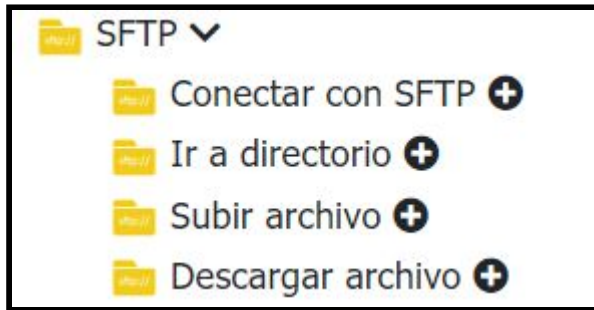 SFTP
Conectar con SFTP
Ir a directorio
Subir archivo
Descargar archivo